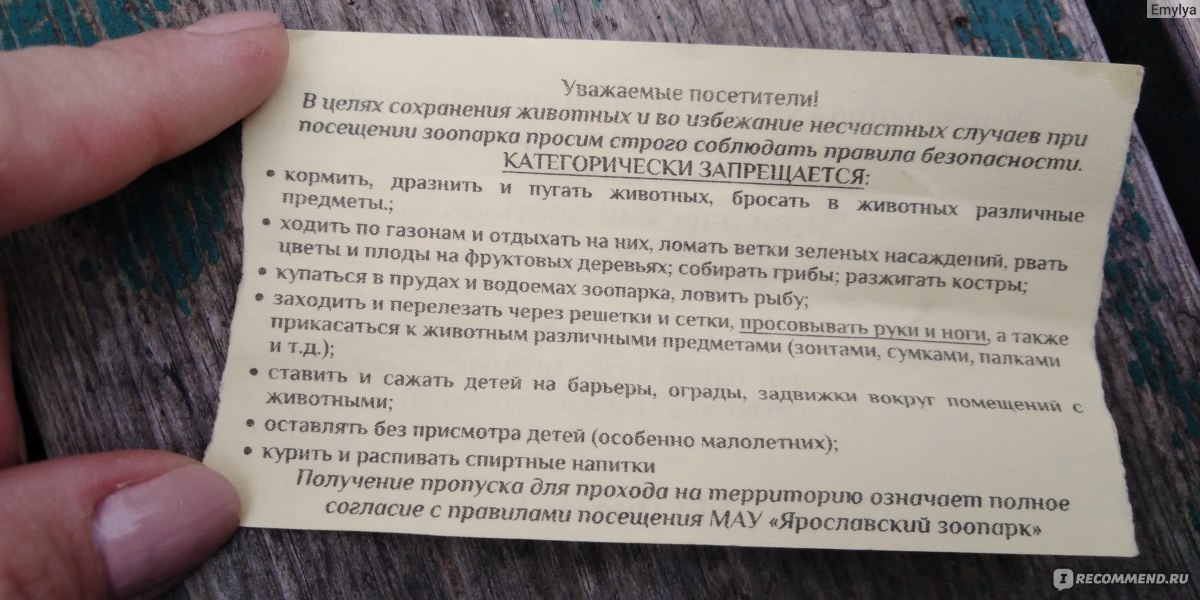 Emylya
Уважаемые посетители!
В целях сохранения животных и во избежание несчастных случаев при
посещении зоопарка просим строго соблюдать правила безопасности.
КАТЕГОРИЧЕСКИ ЗАПРЕЩАЕТСЯ:
• кормить, дразнить и пугать животных, бросать в животных различные
предметы.;
• ходить по газонам и отдыхать на них, ломать ветки зеленых насаждений, рвать
цветы и плоды на фруктовых деревьях; собирать грибы; разжигать костры;
• купаться в прудах и водоемах зоопарка, ловить рыбу;
• заходить и перелезать через решетки и сетки, просовывать руки и ноги, а также
прикасаться к животным различными предметами (зонтами, сумками, палками
и т.д.);
• ставить и сажать детей на барьеры, ограды, задвижки вокруг помещений с
животными;
• оставлять без присмотра детей (особенно малолетних);
• курить и распивать спиртные напитки
Получение пропуска для прохода на территорию означает полное
согласие с правилами посещения МАУ «Ярославский зоопарк»
IRECOMMEND.RU